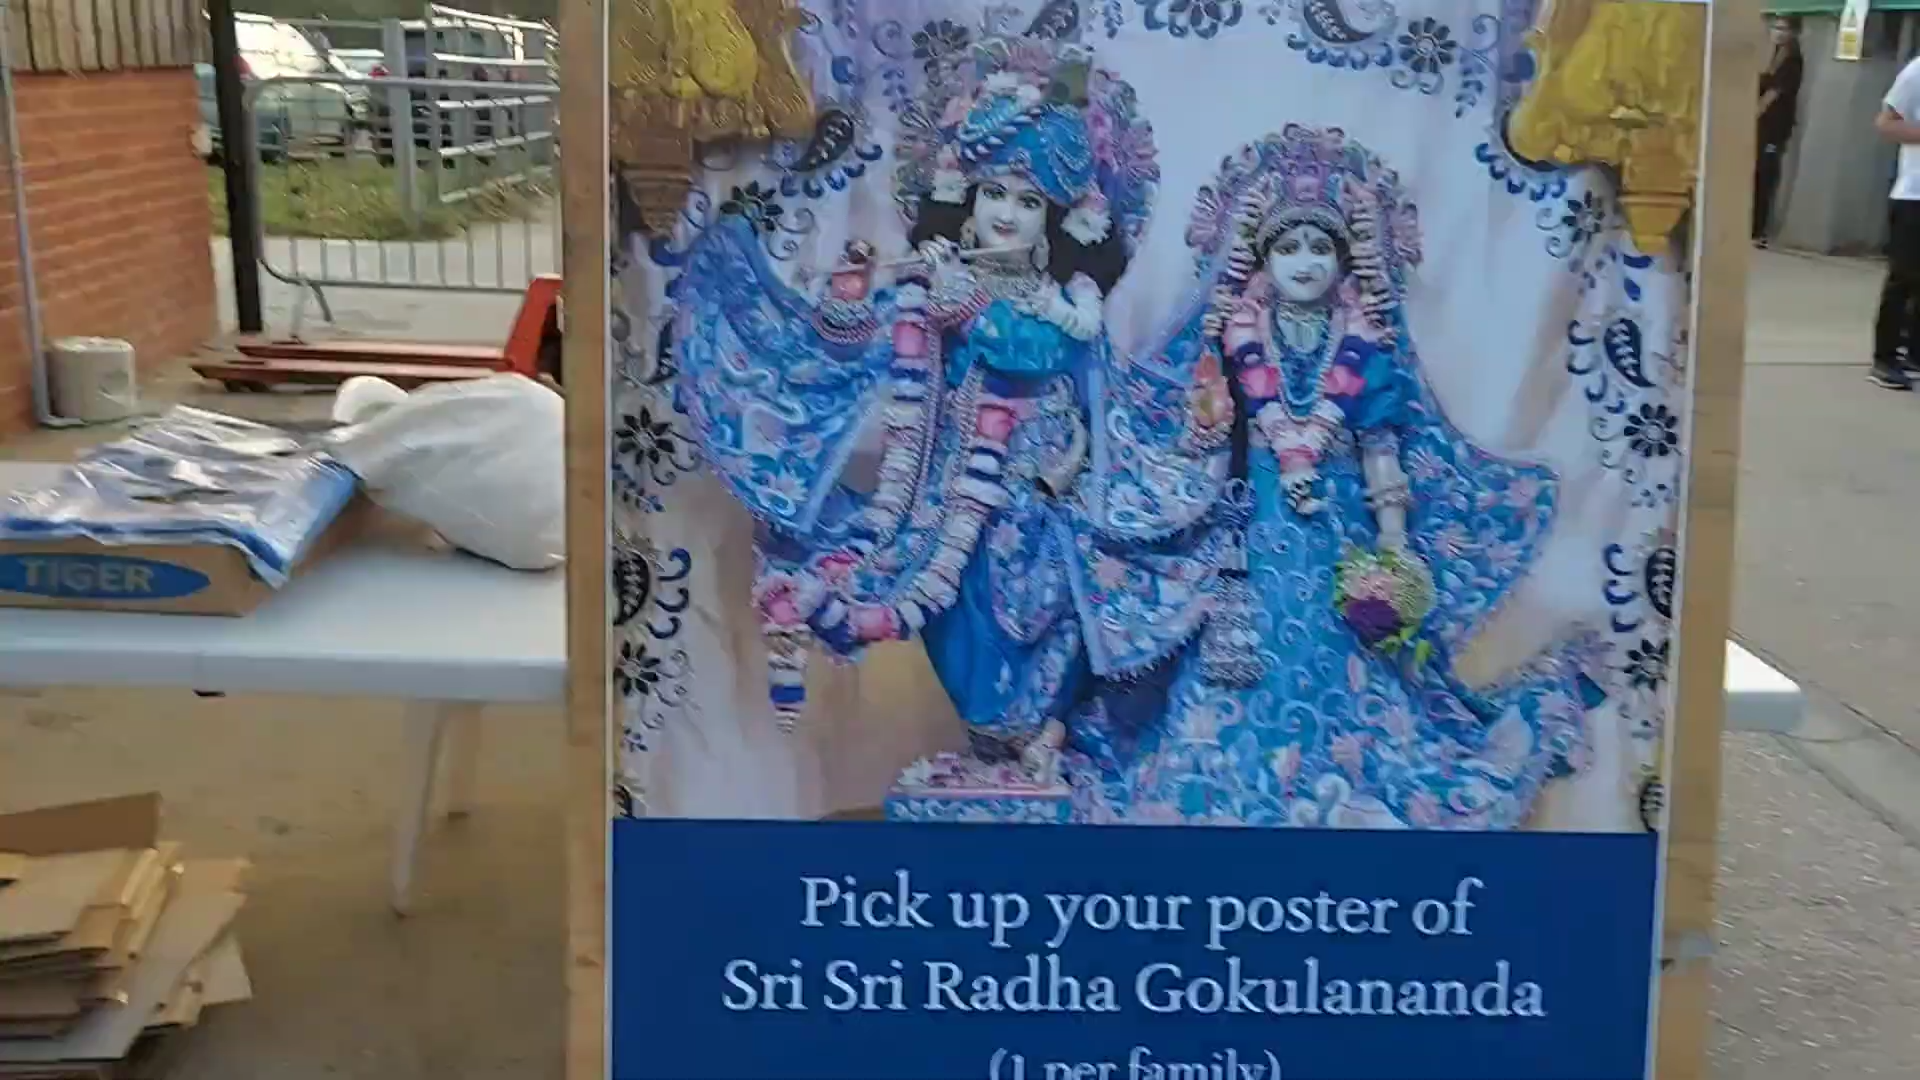 TIGER
Pick up your poster of
Sri Sri Radha Gokulananda
(1 per family)